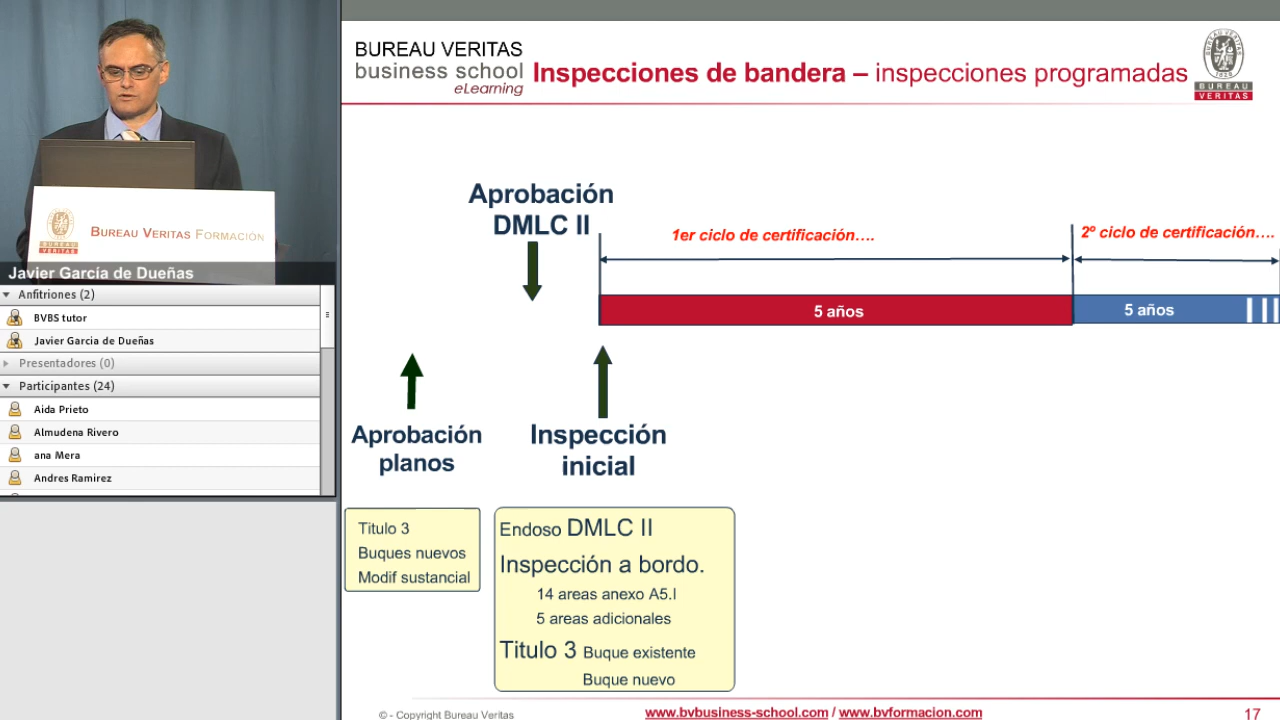 BUREAU VERITAS
business school
eLearning
Inspecciones de bandera – inspecciones programadas
BUREAU
VERITAS
Aprobación
DMLC II
1er ciclo de certificación....
2º ciclo de certificación....
5 años
5 años
Aprobación
planos
Inspección
inicial
Titulo 3
Buques nuevos
Modif sustancial
Endoso DMLC II
Inspección a bordo.
14 areas anexo A5.I
5 areas adicionales
Titulo 3 Buque existente
Buque nuevo
© - Copyright Bureau Veritas
www.bvbusiness-school.com / www.bvformacion.com
17
BUREAU VERITAS FORMACIÓN
Javier García de Dueñas
Anfitriones (2)
BVBS tutor
Javier Garcia de Dueñas
Presentadores (0)
Participantes (24)
Aida Prieto
Almudena Rivero
ana Mera
Andres Ramirez